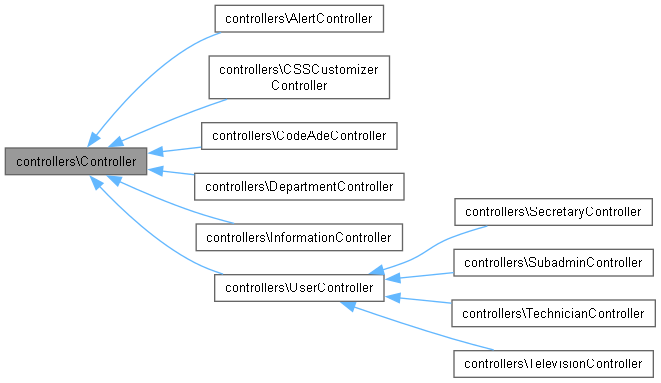 controllers\AlertController
controllers\CSSCustomizer
Controller
controllers\CodeAdeController
controllers\Controller
controllers\DepartmentController
controllers\InformationController
controllers\UserController
controllers\SecretaryController
controllers\SubadminController
controllers\TechnicianController
controllers\TelevisionController